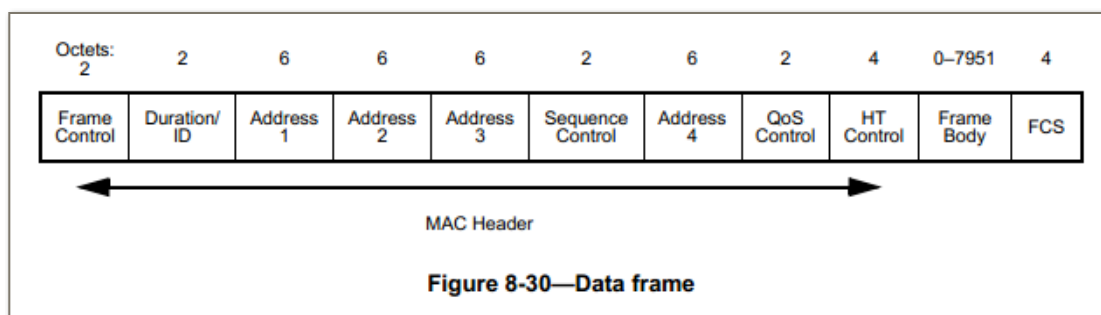 Octets:
2 2 6 6 6 2 6 2 4 0–7951 4
Frame Duration/ Address Address Address Sequence Address QoS HT Frame FCS
Control ID 1 2 3 Control 4 Control Control Body
MAC Header
Figure 8-30—Data frame